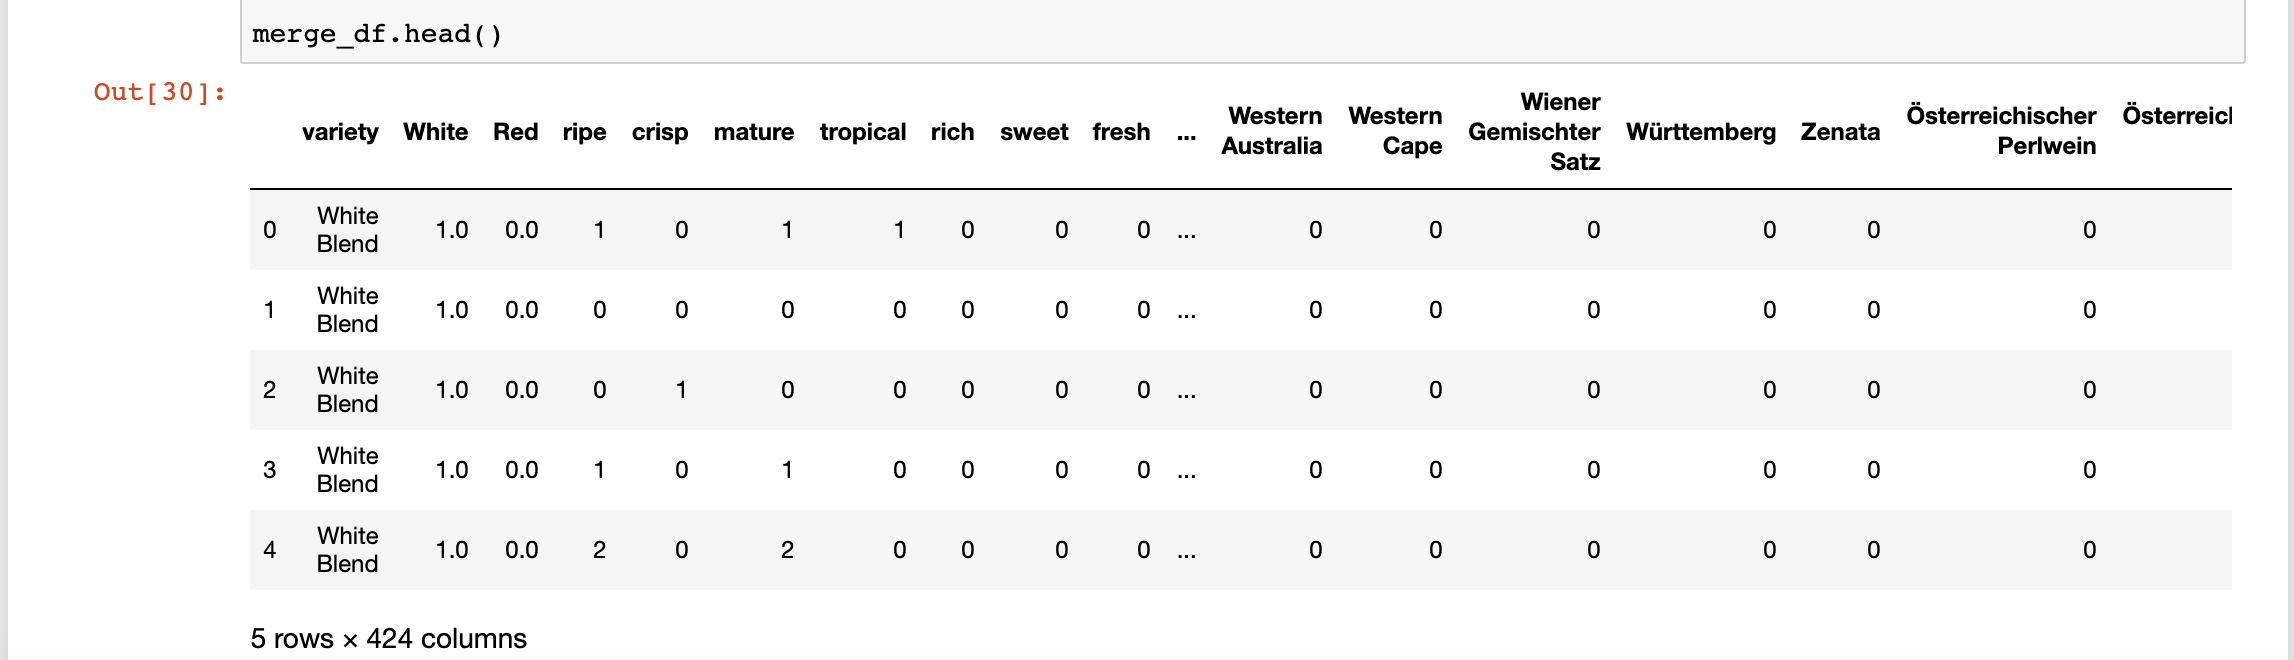 merge_df.head()
Out[30]:
variety White Red ripe crisp mature tropical rich sweet fresh ... Western Australia Western Cape Wiener Gemischter Satz Württemberg Zenata Österreichischer Perlwein
0 White Blend 1.0 0.0 1 0 1 1 0 0 0 ... 0 0 0 0 0 0
1 White Blend 1.0 0.0 0 0 0 0 0 0 0 ... 0 0 0 0 0 0
2 White Blend 1.0 0.0 0 1 0 0 0 0 0 ... 0 0 0 0 0 0
3 White Blend 1.0 0.0 1 0 1 0 0 0 0 ... 0 0 0 0 0 0
4 White Blend 1.0 0.0 2 0 2 0 0 0 0 ... 0 0 0 0 0 0
5 rows × 424 columns